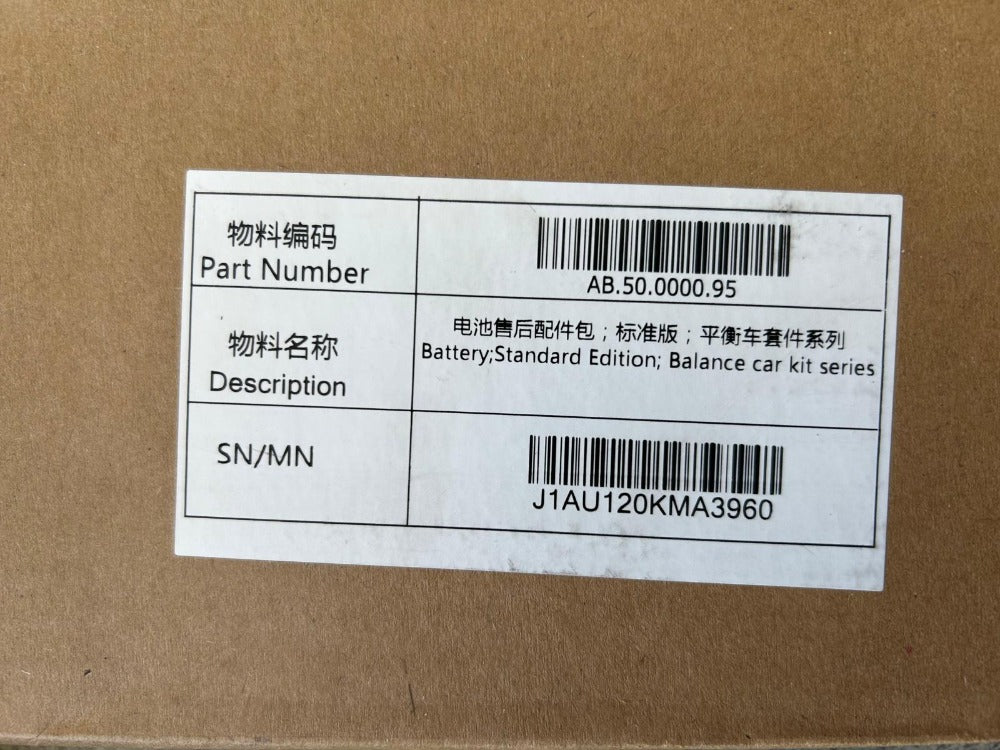 物料编码
Part Number
AB.50.0000.95
物料名称
Description
电池售后配件包；标准版；平衡车套件系列
Battery;Standard Edition; Balance car kit series
SN/MN
J1AU120KMA3960